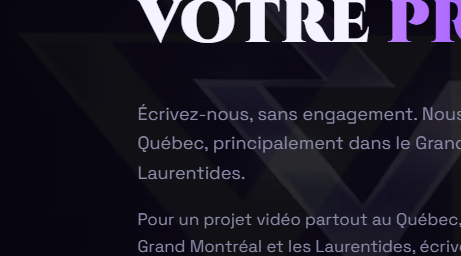 VOTRE PR
Écrivez-nous, sans engagement. Nous
Québec, principalement dans le Grand
Laurentides.
Pour un projet vidéo partout au Québec,
Grand Montréal et les Laurentides, écriv